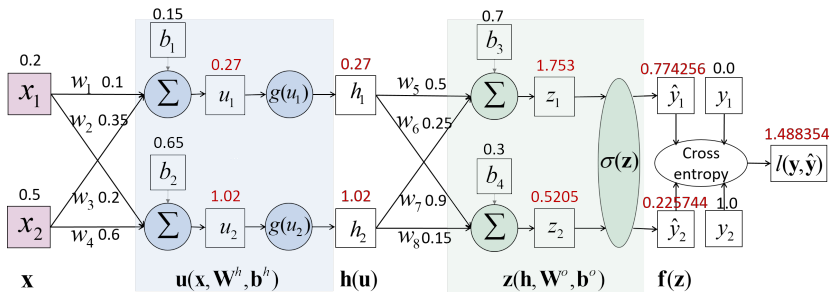 0.15 0.7
0.2 b₁ 0.27 0.27 b₃ 1.753 0.774256 0.0
x₁ w₁ 0.1 Σ u₁ g(u₁) h₁ w₅ 0.5 Σ z₁ ŷ₁ y₁
w₂ 0.35 w₆ 0.25 1.488354
0.65 0.3 σ(z) Cross entropy l(y,ŷ)
0.5 w₃ 0.2 b₂ 1.02 1.02 w₇ 0.9 b₄ 0.5205 0.225744 1.0
x₂ w₄ 0.6 Σ u₂ g(u₂) h₂ w₈ 0.15 Σ z₂ ŷ₂ y₂
x u(x, Wʰ, bʰ) h(u) z(h, Wᵒ, bᵒ) f(z)